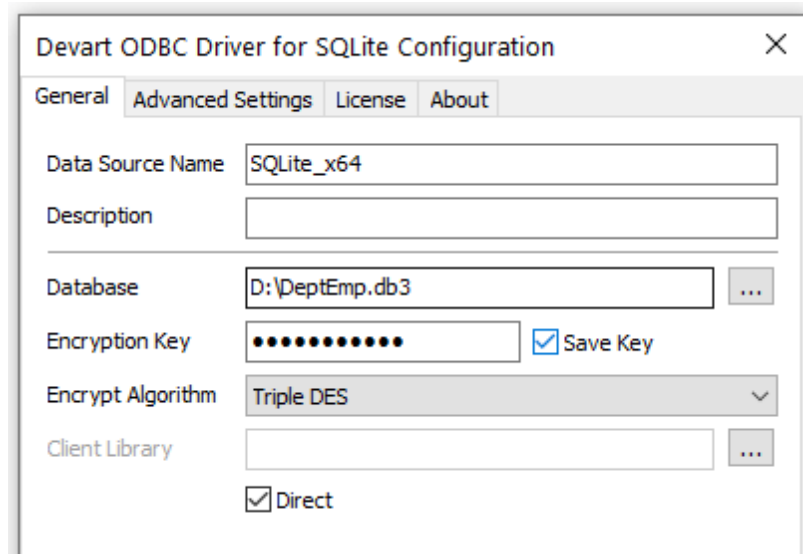 Devart ODBC Driver for SQLite Configuration
General Advanced Settings License About
Data Source Name SQLite_x64
Description
Database D:\DeptEmp.db3 ...
Encryption Key ●●●●●●●●●●● Save Key
Encrypt Algorithm Triple DES
Client Library ...
Direct